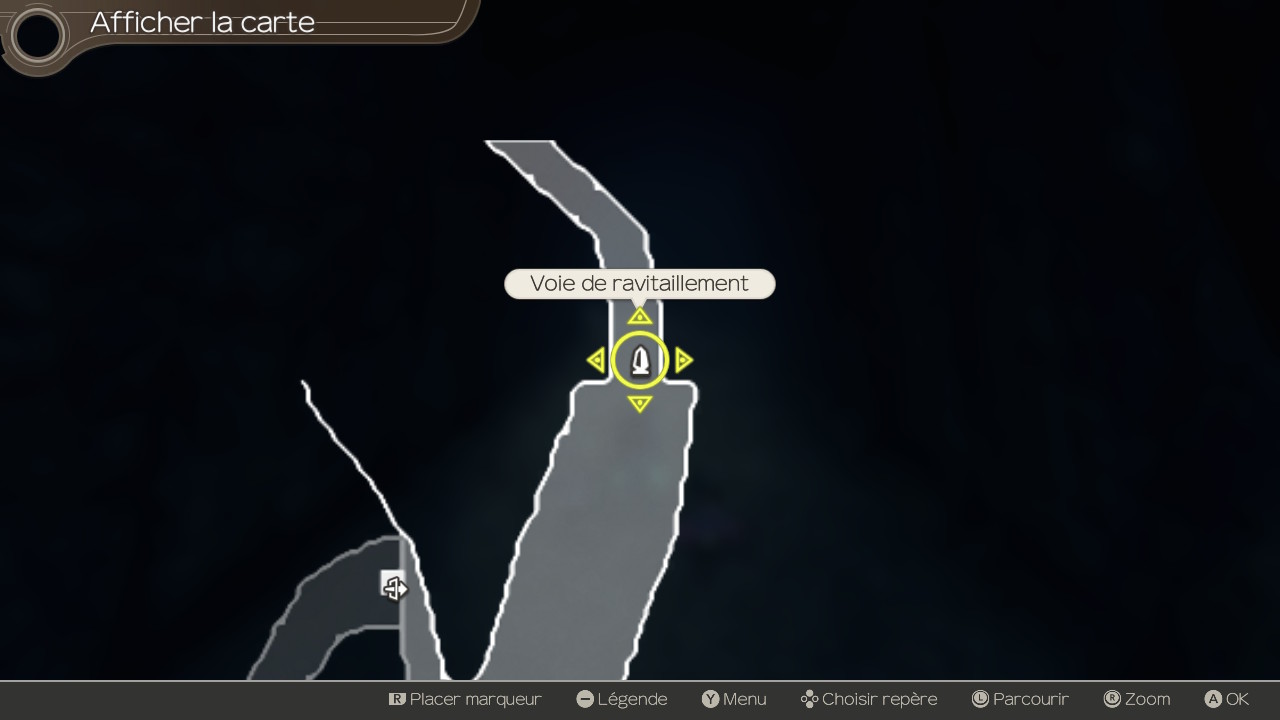 Afficher la carte
Voie de ravitaillement
R Placer marqueur Légende Y Menu Choisir repère L Parcourir R Zoom A OK